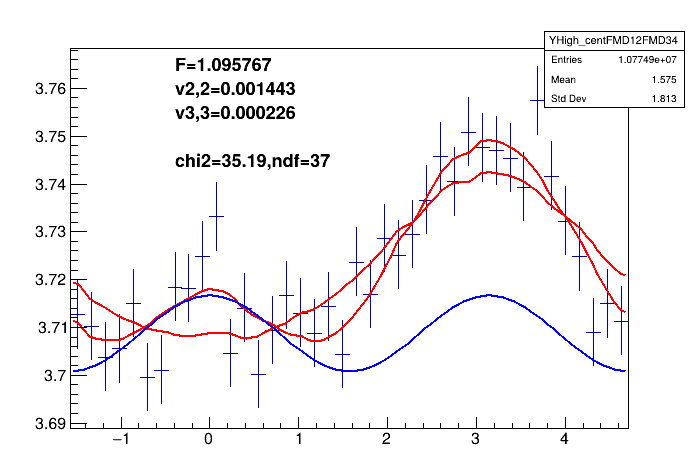 YHigh_centFMD12FMD34
Entries 1.07749e+07
Mean 1.575
Std Dev 1.813
F=1.095767
v2,2=0.001443
v3,3=0.000226
chi2=35.19,ndf=37
3.76
3.75
3.74
3.73
3.72
3.71
3.7
3.69
−1 0 1 2 3 4